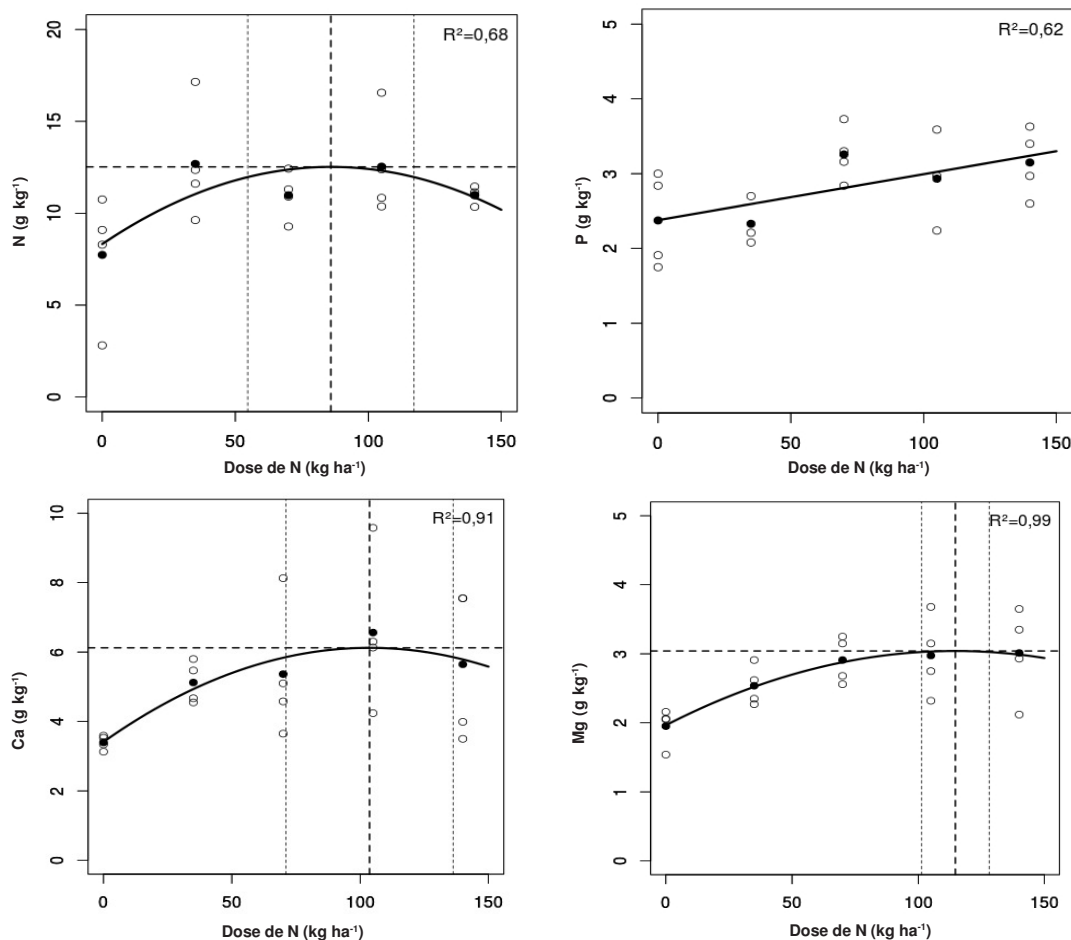 R²=0,68
20
15
10
5
0
N (g kg⁻¹)
0 50 100 150
Dose de N (kg ha⁻¹)
R²=0,62
5
4
3
2
1
0
P (g kg⁻¹)
0 50 100 150
Dose de N (kg ha⁻¹)
R²=0,91
10
8
6
4
2
0
Ca (g kg⁻¹)
0 50 100 150
Dose de N (kg ha⁻¹)
R²=0,99
5
4
3
2
1
0
Mg (g kg⁻¹)
0 50 100 150
Dose de N (kg ha⁻¹)